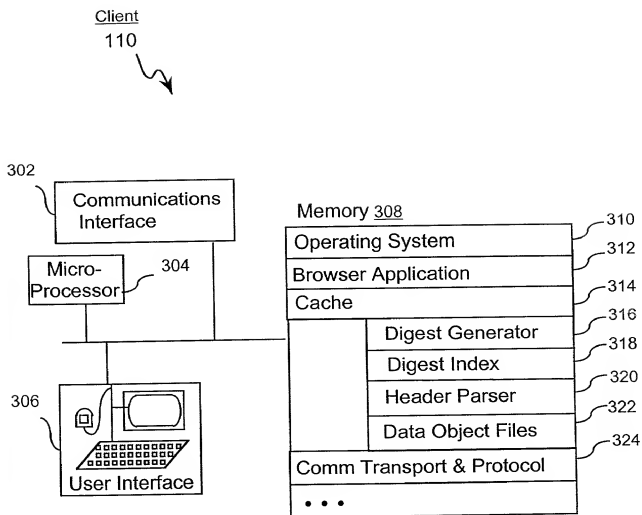 Client
110
302
Communications
Interface
Micro-
Processor
304
306
User Interface
Memory 308
Operating System
310
Browser Application
312
Cache
314
Digest Generator
316
Digest Index
318
Header Parser
320
Data Object Files
322
Comm Transport & Protocol
324
• • •